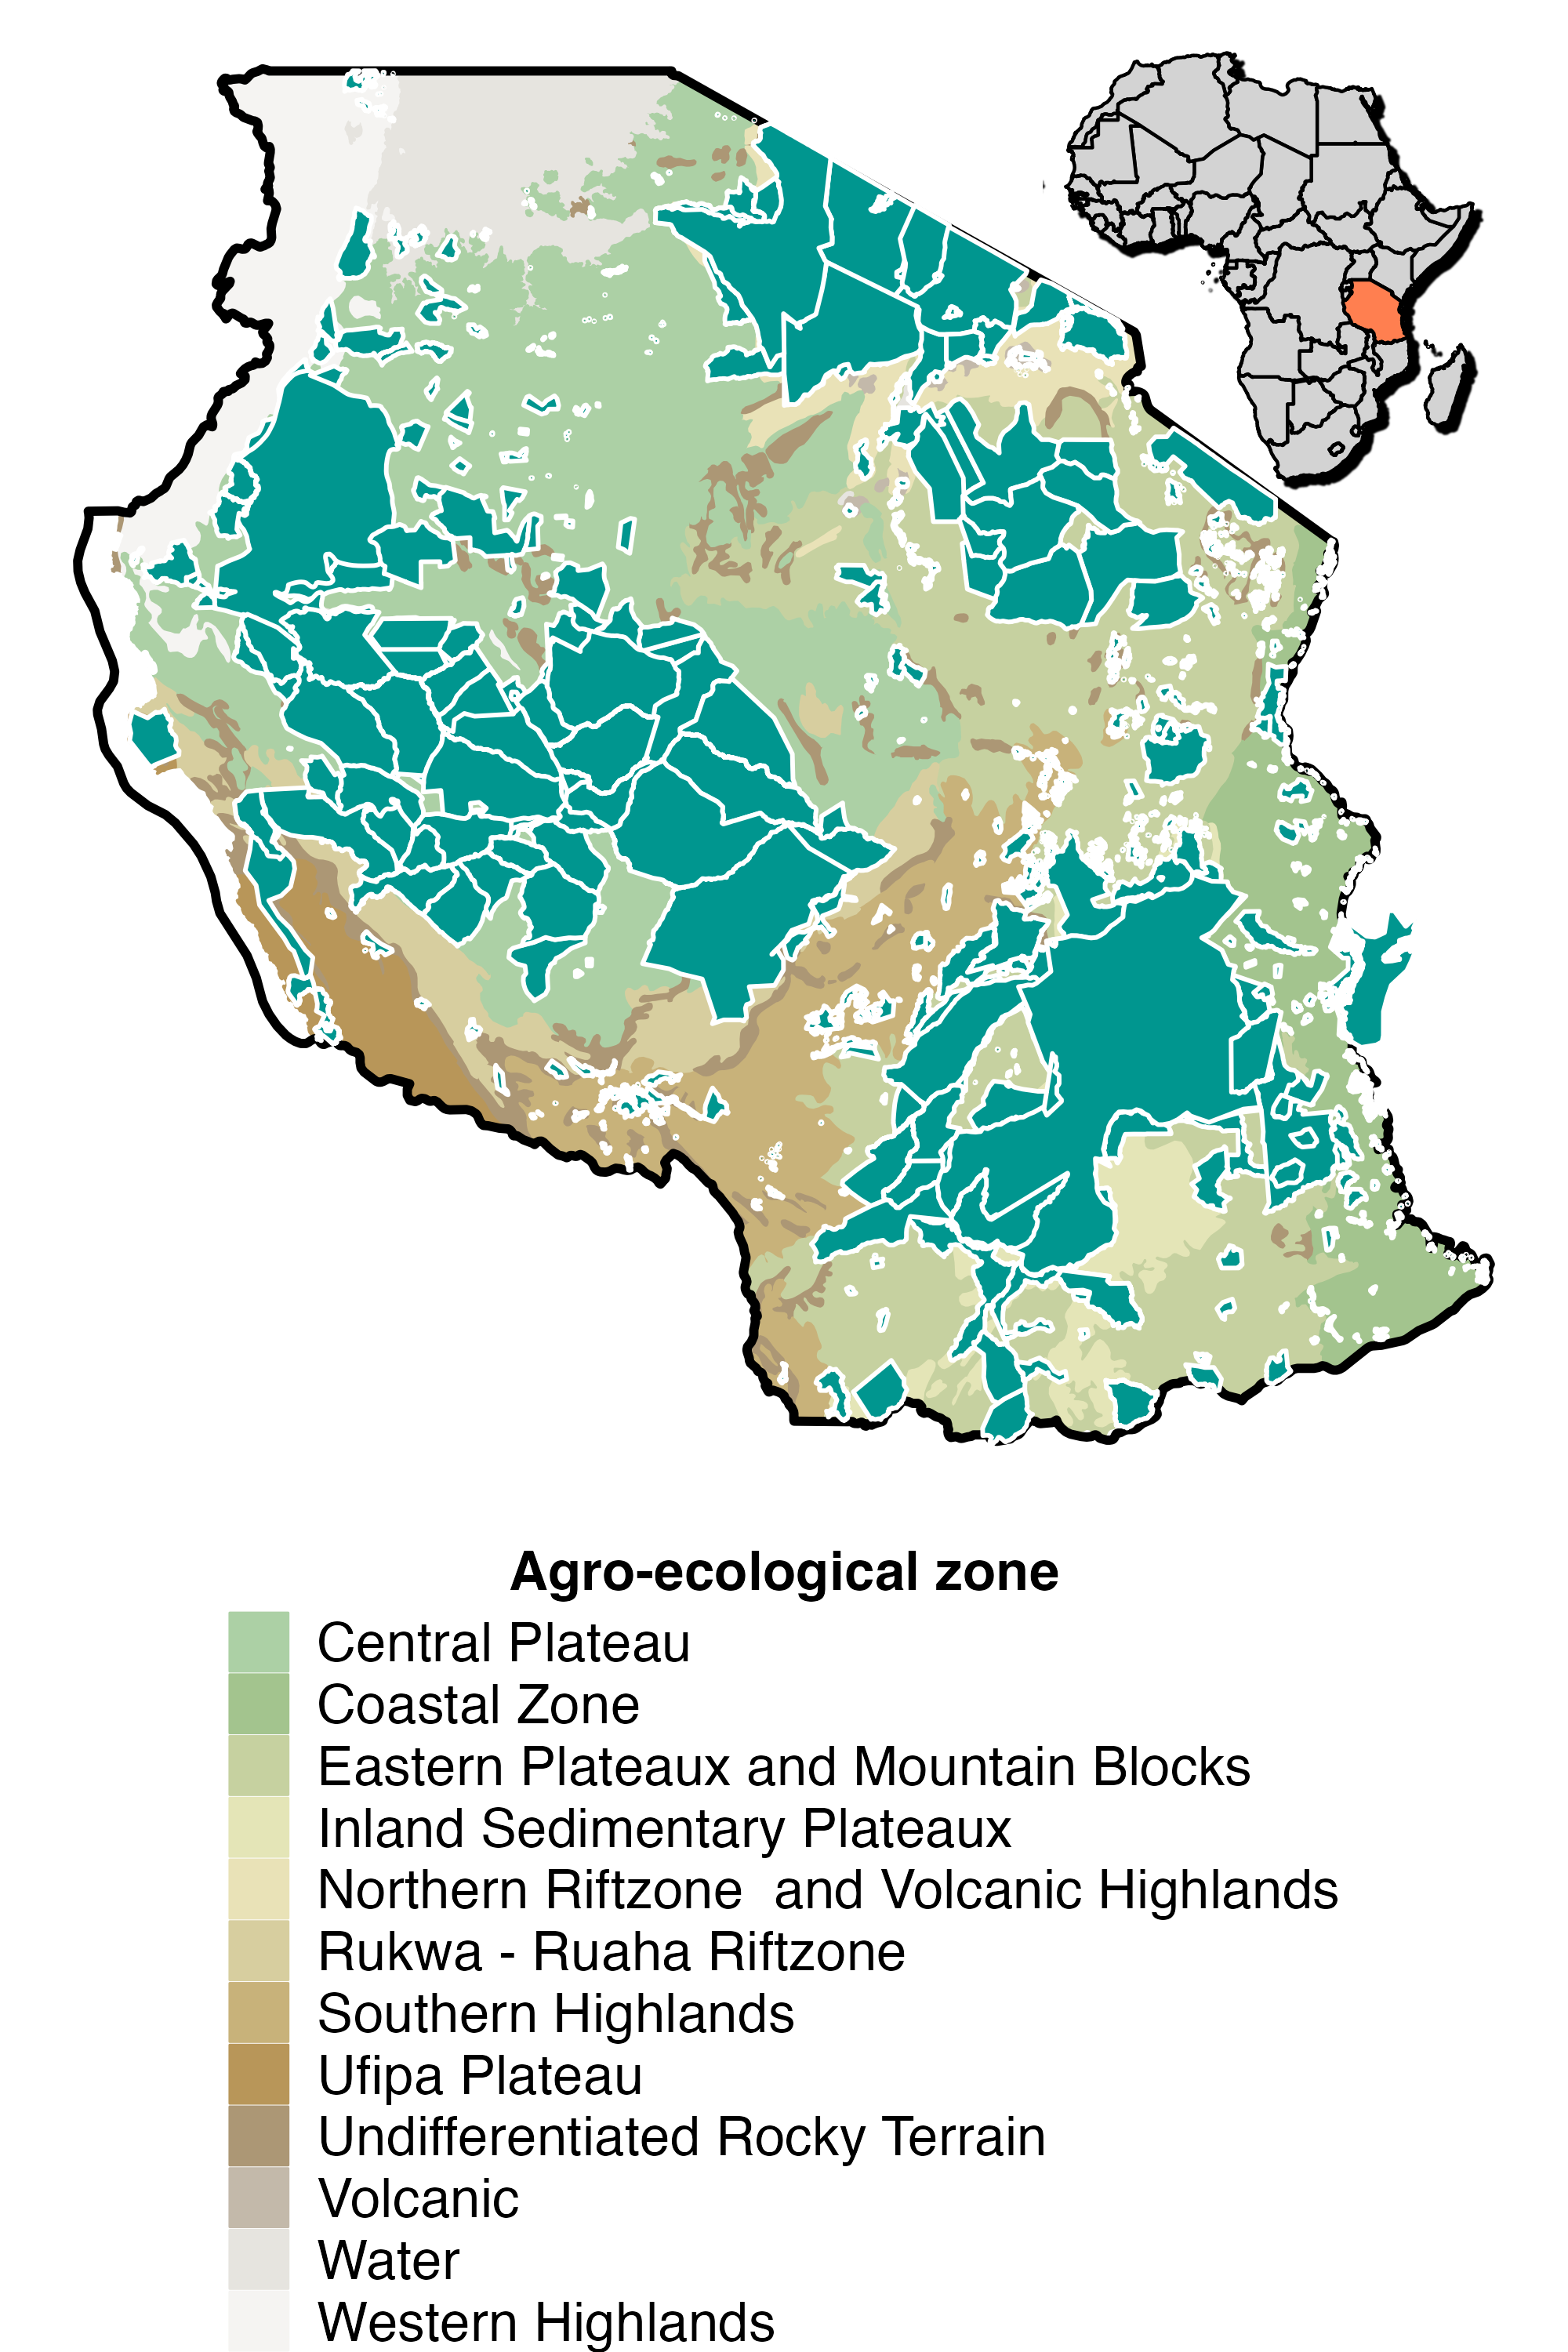 Agro-ecological zone
Central Plateau
Coastal Zone
Eastern Plateaux and Mountain Blocks
Inland Sedimentary Plateaux
Northern Riftzone  and Volcanic Highlands
Rukwa - Ruaha Riftzone
Southern Highlands
Ufipa Plateau
Undifferentiated Rocky Terrain
Volcanic
Water
Western Highlands